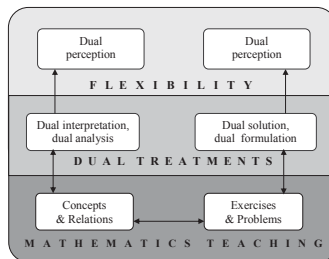 Dual perception
Dual perception
F L E X I B I L I T Y
Dual interpretation, dual analysis
Dual solution, dual formulation
D U A L T R E A T M E N T S
Concepts & Relations
Exercises & Problems
M A T H E M A T I C S T E A C H I N G